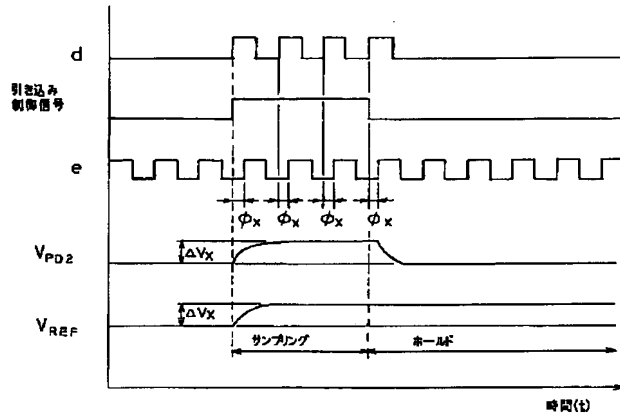 d
引き込み
制御信号
e
φx φx φx φx
VPD2
ΔVx
VREF
ΔVx
サンプリング ホールド
時間(t)